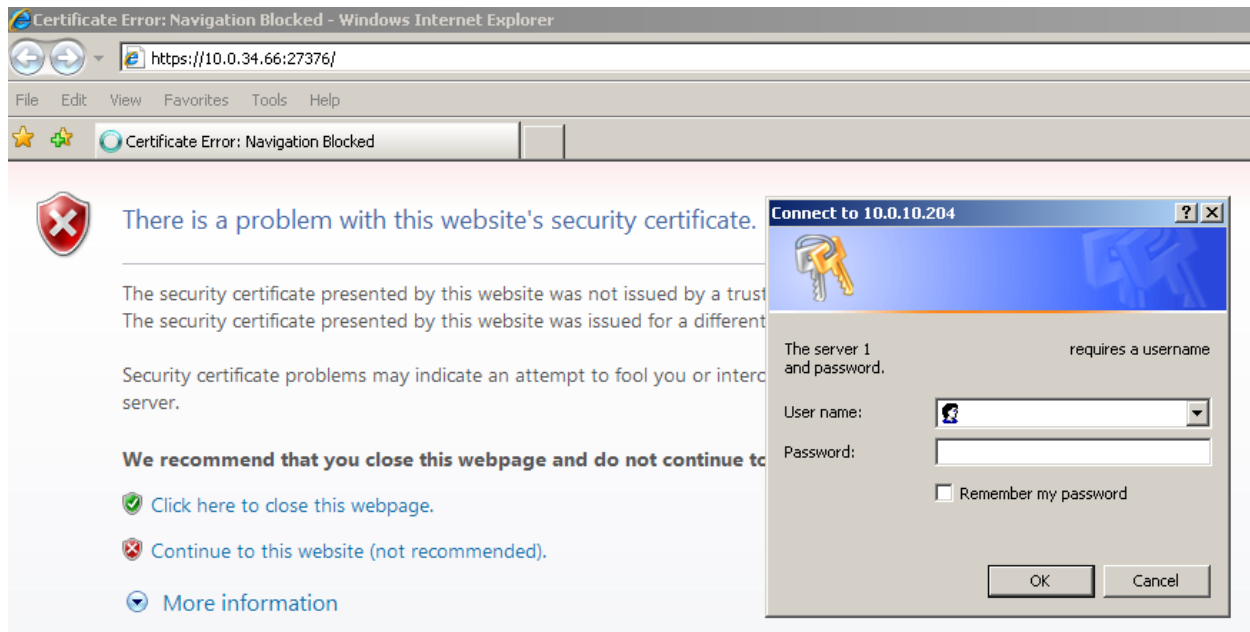 Certificate Error: Navigation Blocked - Windows Internet Explorer
https://10.0.34.66:27376/
File Edit View Favorites Tools Help
Certificate Error: Navigation Blocked
There is a problem with this website's security certificate.
The security certificate presented by this website was not issued by a
The security certificate presented by this website was issued for a different
Security certificate problems may indicate an attempt to fool you or
server.
We recommend that you close this webpage and do not continue
Click here to close this webpage.
Continue to this website (not recommended).
More information
Connect to 10.0.10.204
The server 1 requires a username
and password.
User name:
Password:
Remember my password
OK Cancel